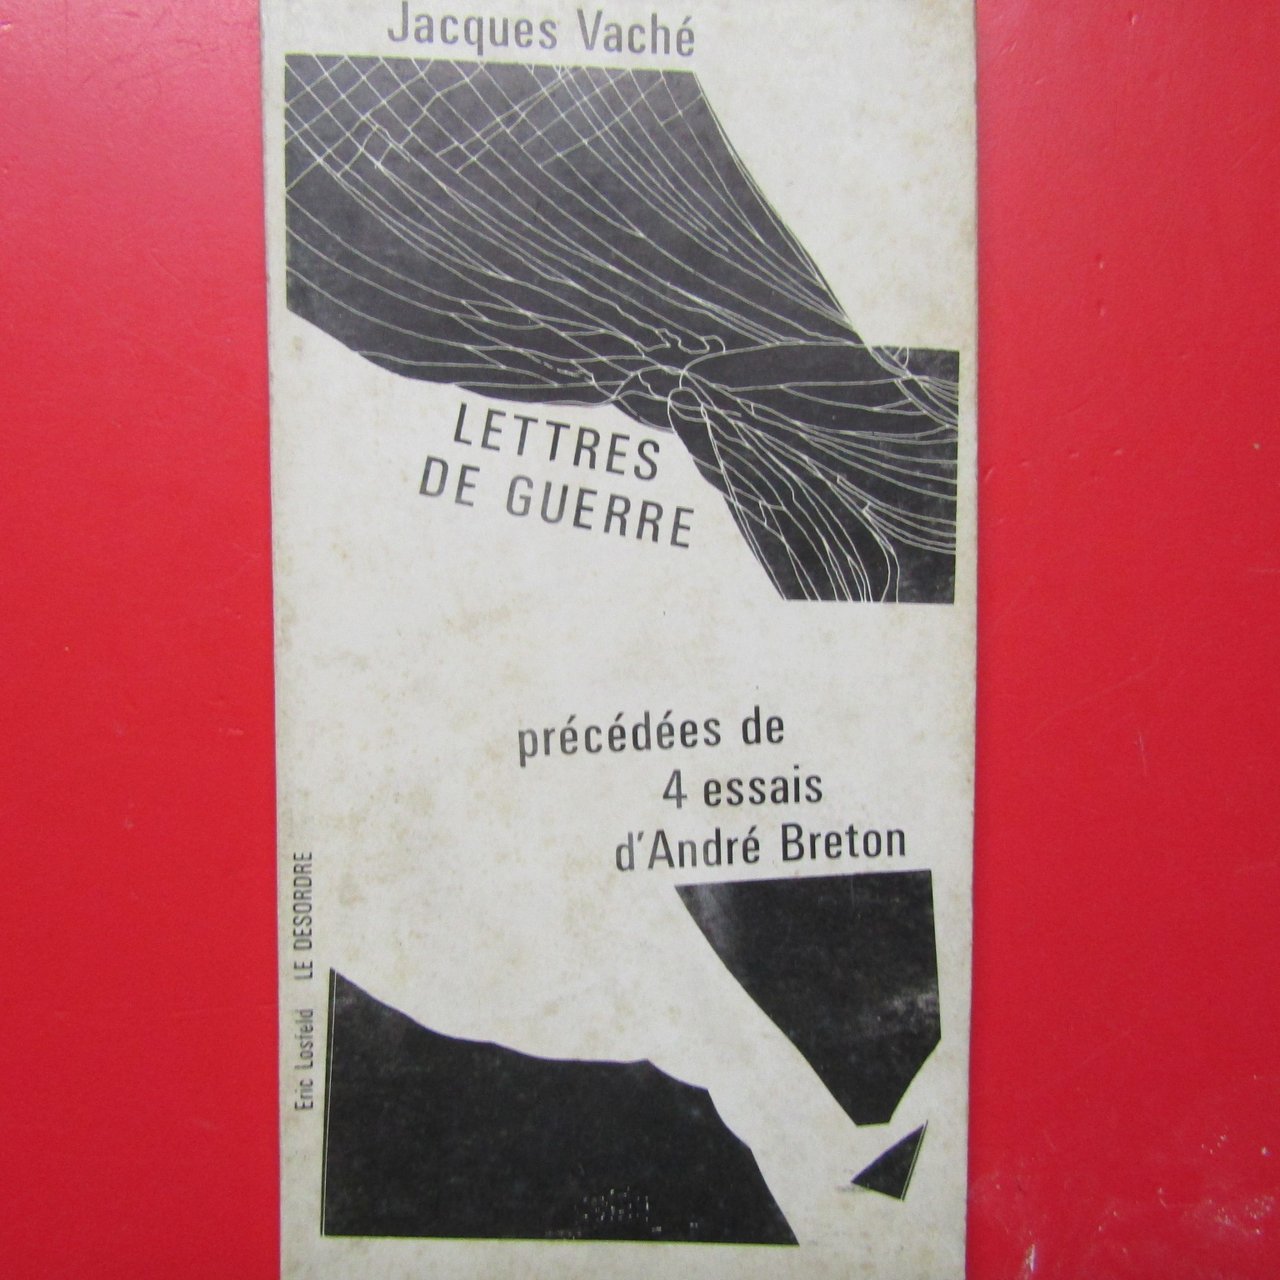 Jacques Vaché
LETTRES
DE GUERRE
précédées de
4 essais
d'André Breton
Eric Losfeld LE DESORDRE